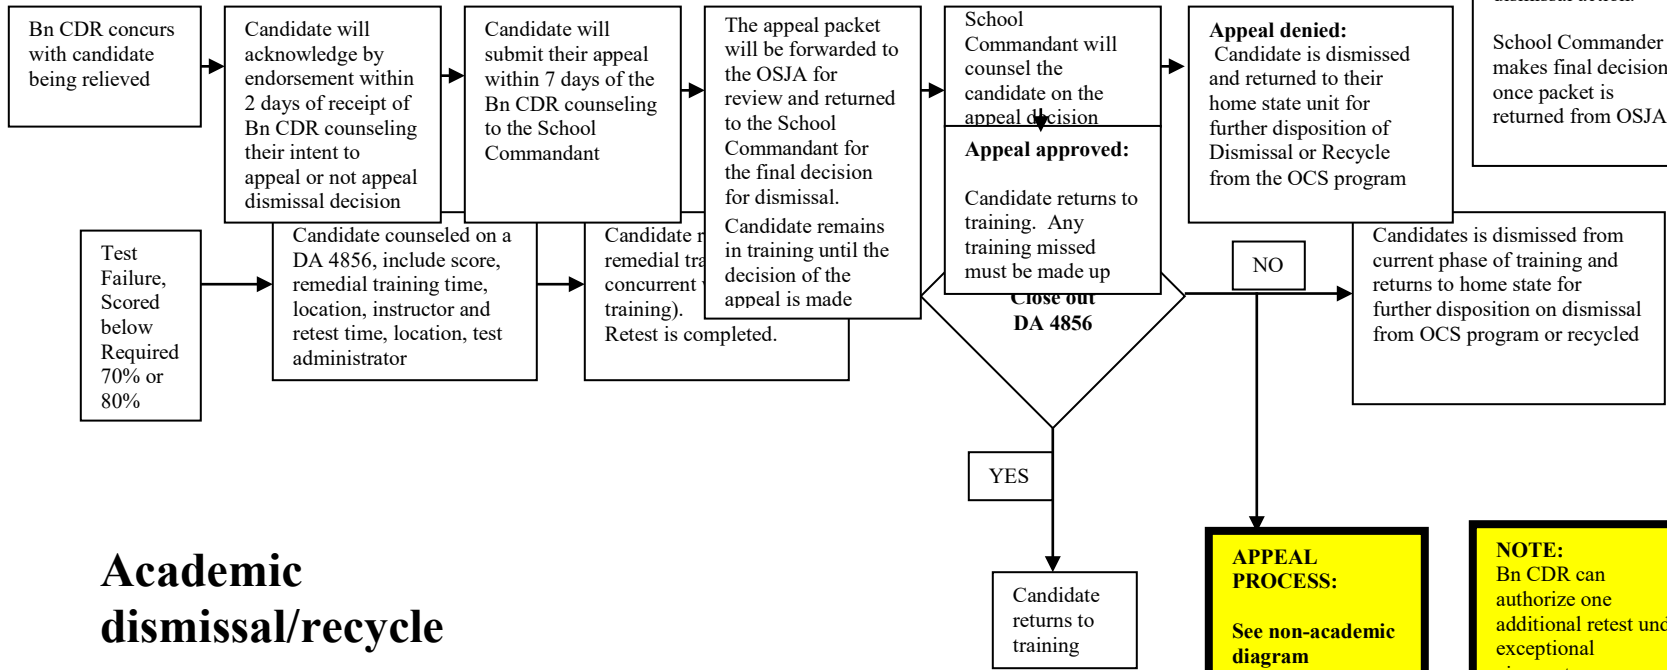 Bn CDR concurs
with candidate
being relieved
Candidate will
acknowledge by
endorsement within
2 days of receipt of
Bn CDR counseling
their intent to
appeal or not appeal
dismissal decision
Candidate will
submit their appeal
within 7 days of the
Bn CDR counseling
to the School
Commandant
The appeal packet
will be forwarded to
the OSJA for
review and returned
to the School
Commandant for
the final decision
for dismissal.
Candidate remains
in training until the
decision of the
appeal is made
School
Commandant will
counsel the
candidate on the
appeal decision
Appeal approved:
Candidate returns to
training. Any
training missed
must be made up
Appeal denied:
Candidate is dismissed
and returned to their
home state unit for
further disposition of
Dismissal or Recycle
from the OCS program
School Commander
makes final decision
once packet is
returned from OSJA
Test
Failure,
Scored
below
Required
70% or
80%
Candidate counseled on a
DA 4856, include score,
remedial training time,
location, instructor and
retest time, location, test
administrator
Candidate
remedial
concurrent
training).
Retest is completed.
Close out
DA 4856
NO
Candidates is dismissed from
current phase of training and
returns to home state for
further disposition on dismissal
from OCS program or recycled
YES
Candidate
returns to
training
APPEAL
PROCESS:
See non-academic
diagram
NOTE:
Bn CDR can
authorize one
additional retest
exceptional
Academic
dismissal/recycle